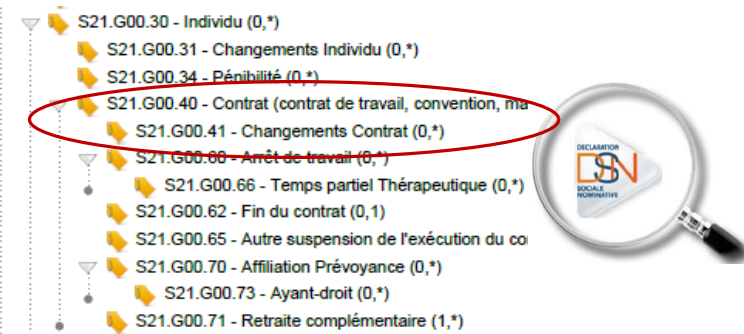 S21.G00.30 - Individu (0,*)
S21.G00.31 - Changements Individu (0,*)
S21.G00.34 - Pénibilité (0,*)
S21.G00.40 - Contrat (contrat de travail, convention, ma
S21.G00.41 - Changements Contrat (0,*)
S21.G00.60 - Arrêt de travail (0,*)
S21.G00.66 - Temps partiel Thérapeutique (0,*)
S21.G00.62 - Fin du contrat (0,1)
S21.G00.65 - Autre suspension de l'exécution du co
S21.G00.70 - Affiliation Prévoyance (0,*)
S21.G00.73 - Ayant-droit (0,*)
S21.G00.71 - Retraite complémentaire (1,*)
DECLARATION
DSN
SOCIALE
NOMINATIVE